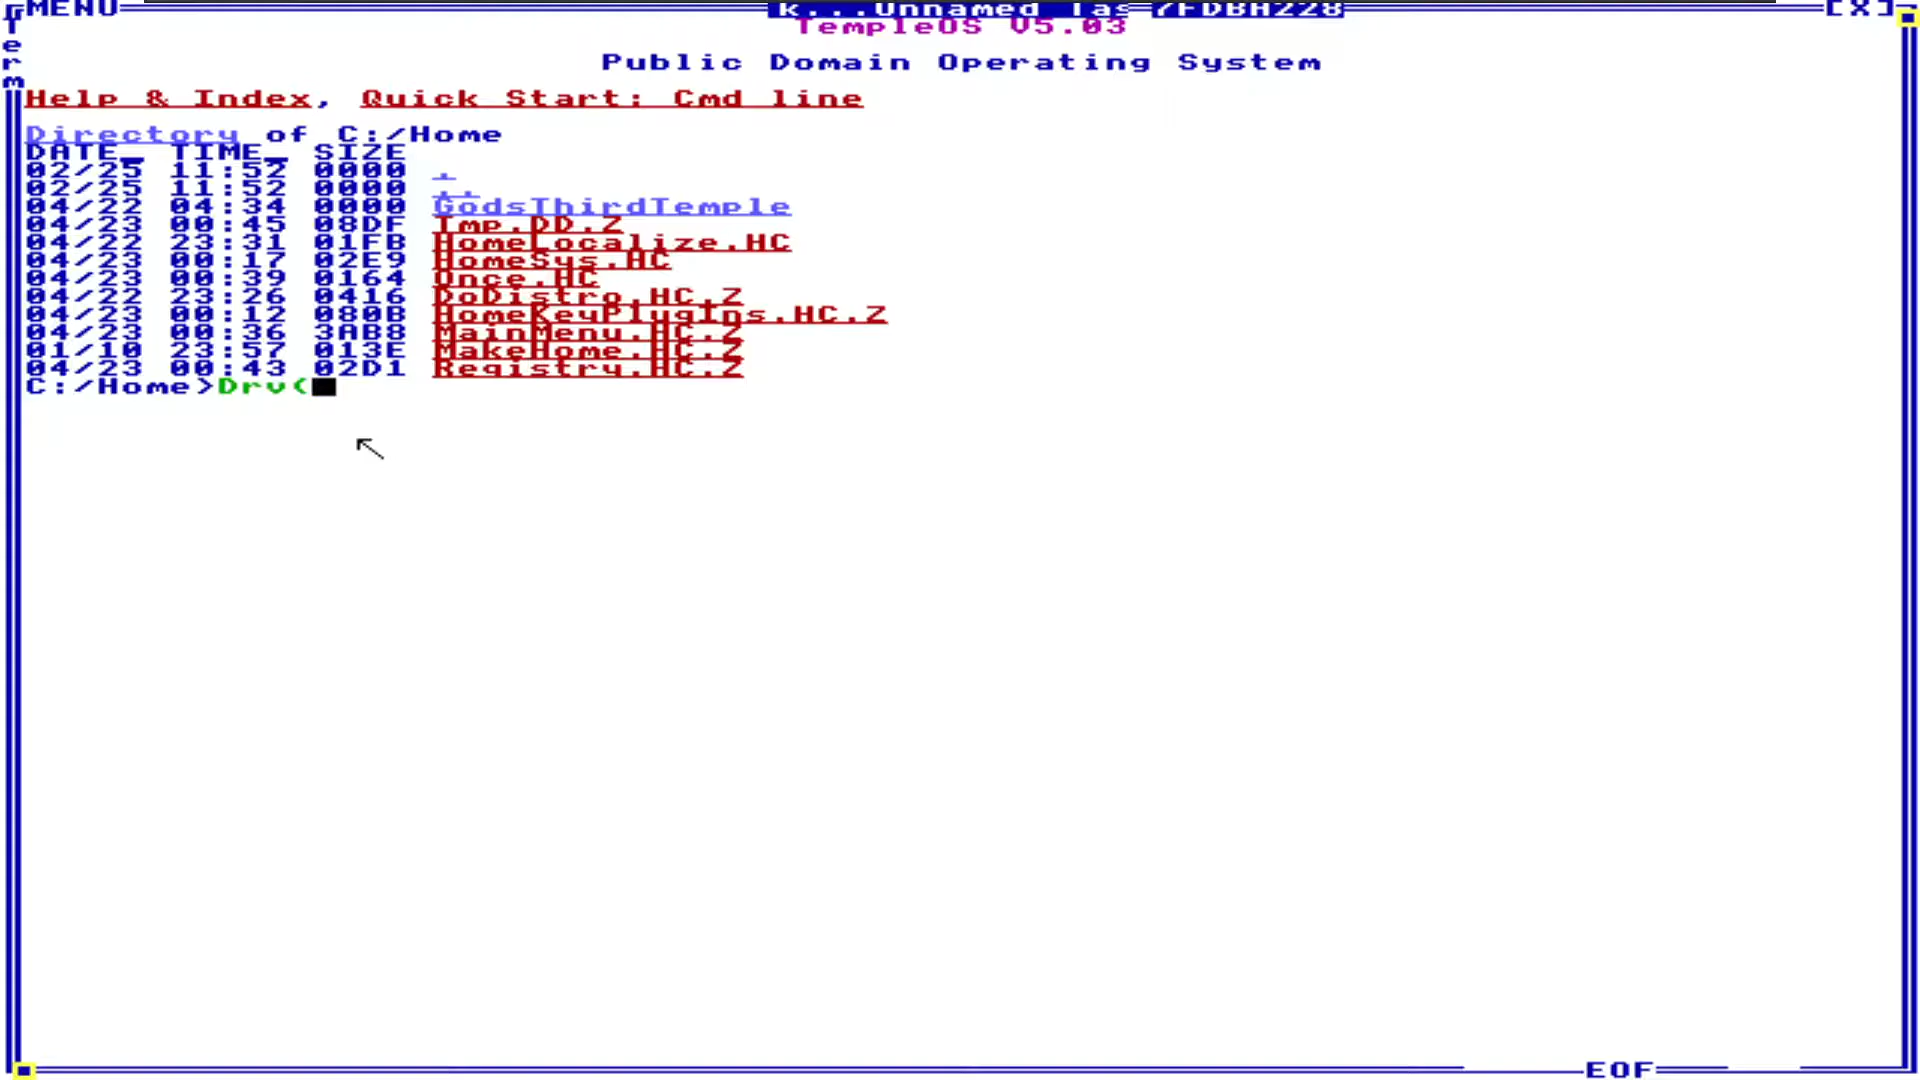 MENU k...Unnamed Tas 7FDBA228 [X]
Term
TempleOS V5.03
Public Domain Operating System
Help & Index, Quick Start: Cmd line
Directory of C:/Home
DATE_ TIME_ SIZE
02/25 11:52 0000 .
02/25 11:52 0000 ..
04/22 04:34 0000 GodsThirdTemple
04/23 00:45 08DF Tmp.DD.Z
04/22 23:31 01FB HomeLocalize.HC
04/23 00:17 02E9 HomeSys.HC
04/23 00:39 0164 Once.HC
04/22 23:26 0416 DoDistro.HC.Z
04/23 00:12 080B HomeKeyPlugIns.HC.Z
04/23 00:36 3AB8 MainMenu.HC.Z
01/10 23:57 013E MakeHome.HC.Z
04/23 00:43 02D1 Registry.HC.Z
C:/Home>Drv(
EOF